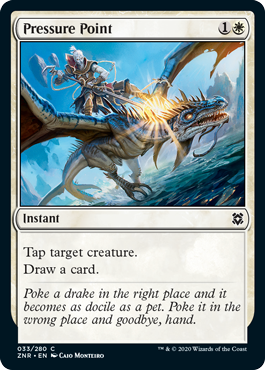 Pressure Point 1
Instant
Tap target creature.
Draw a card.
Poke a drake in the right place and it
becomes as docile as a pet. Poke it in the
wrong place and goodbye, hand.
033/280 C
ZNR • EN Caio Monteiro
™ & © 2020 Wizards of the Coast